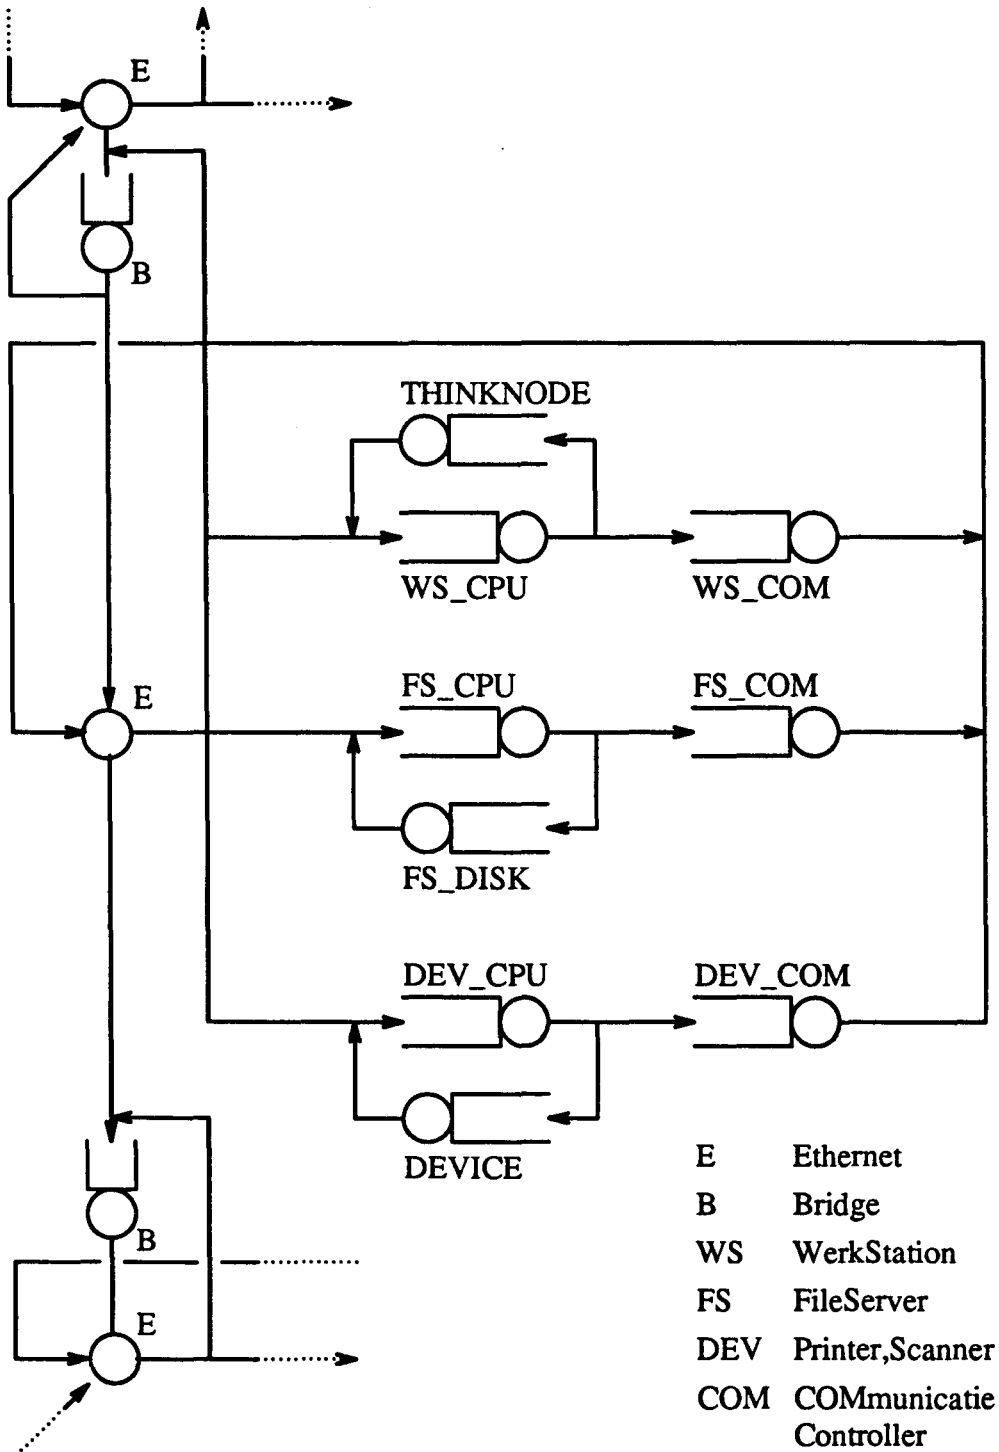 E
B
THINKNODE
WS_CPU
WS_COM
E
FS_CPU
FS_COM
FS_DISK
DEV_CPU
DEV_COM
DEVICE
B
E
E Ethernet
B Bridge
WS WerkStation
FS FileServer
DEV Printer,Scanner
COM COMmunicatie
Controller